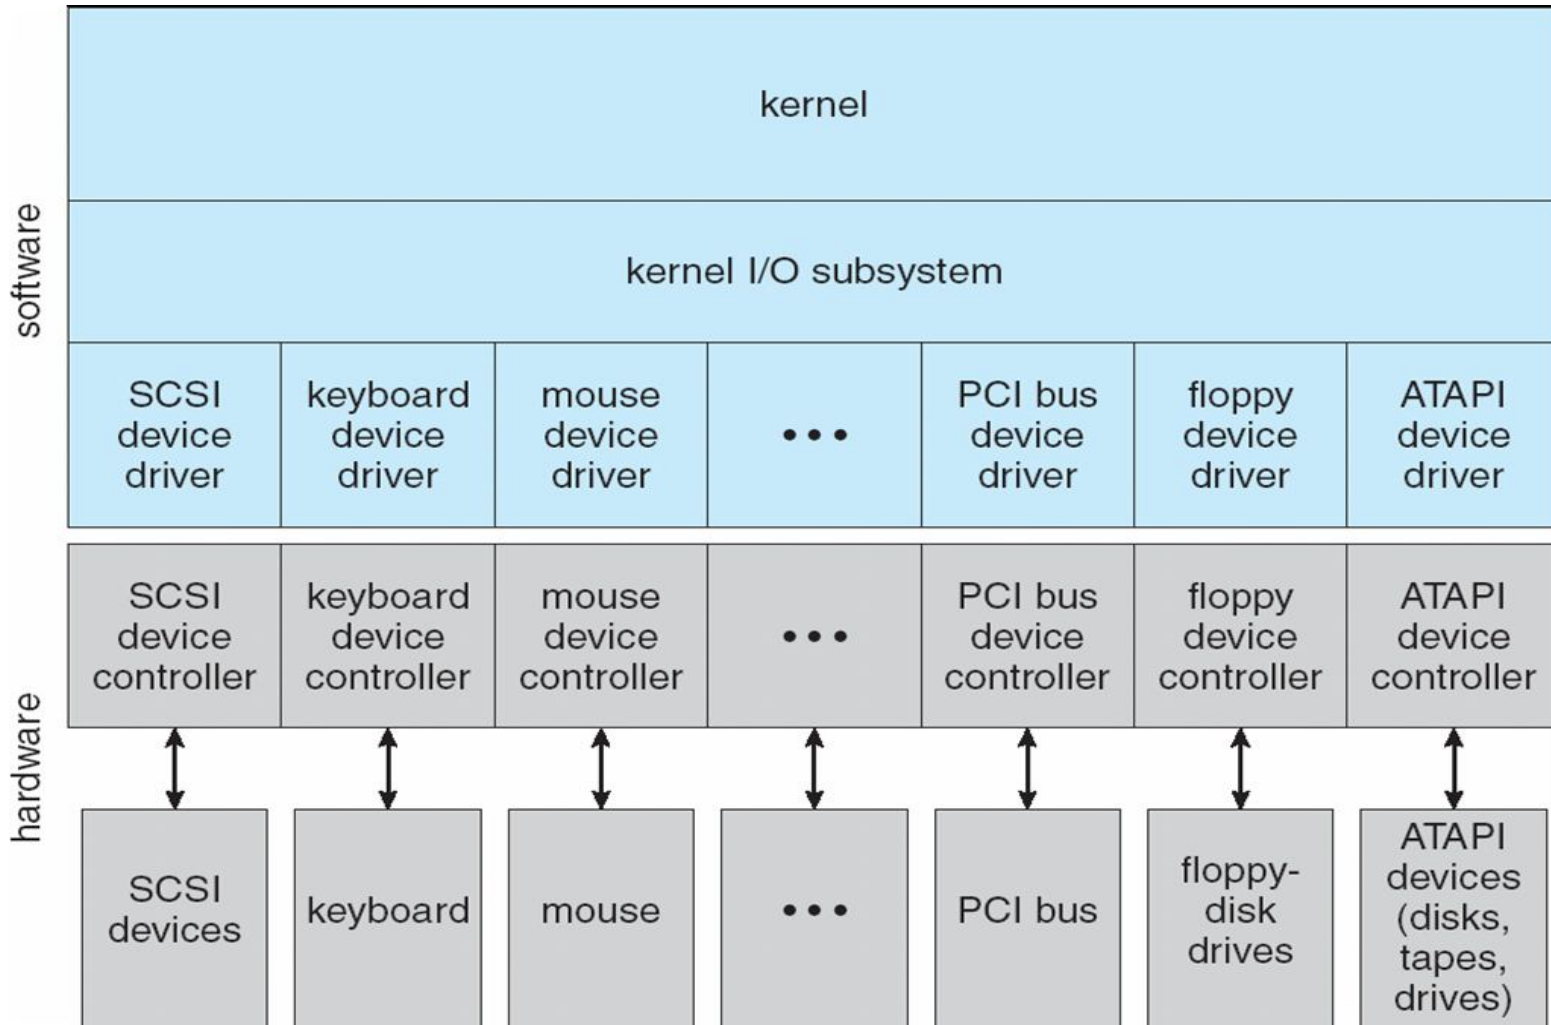 kernel
software
kernel I/O subsystem
SCSI
device
driver
keyboard
device
driver
mouse
device
driver
•••
PCI bus
device
driver
floppy
device
driver
ATAPI
device
driver
hardware
SCSI
device
controller
keyboard
device
controller
mouse
device
controller
•••
PCI bus
device
controller
floppy
device
controller
ATAPI
device
controller
SCSI
devices
keyboard
mouse
•••
PCI bus
floppy-
disk
drives
ATAPI
devices
(disks,
tapes,
drives)